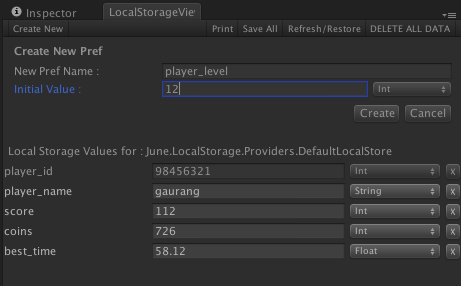 Inspector LocalStorageVie
Create New Print Save All Refresh/Restore DELETE ALL DATA
Create New Pref
New Pref Name : player_level
Initial Value : 12 Int
Create Cancel
Local Storage Values for : June.LocalStorage.Providers.DefaultLocalStore
player_id 98456321 Int x
player_name gaurang String x
score 112 Int x
coins 726 Int x
best_time 58.12 Float x